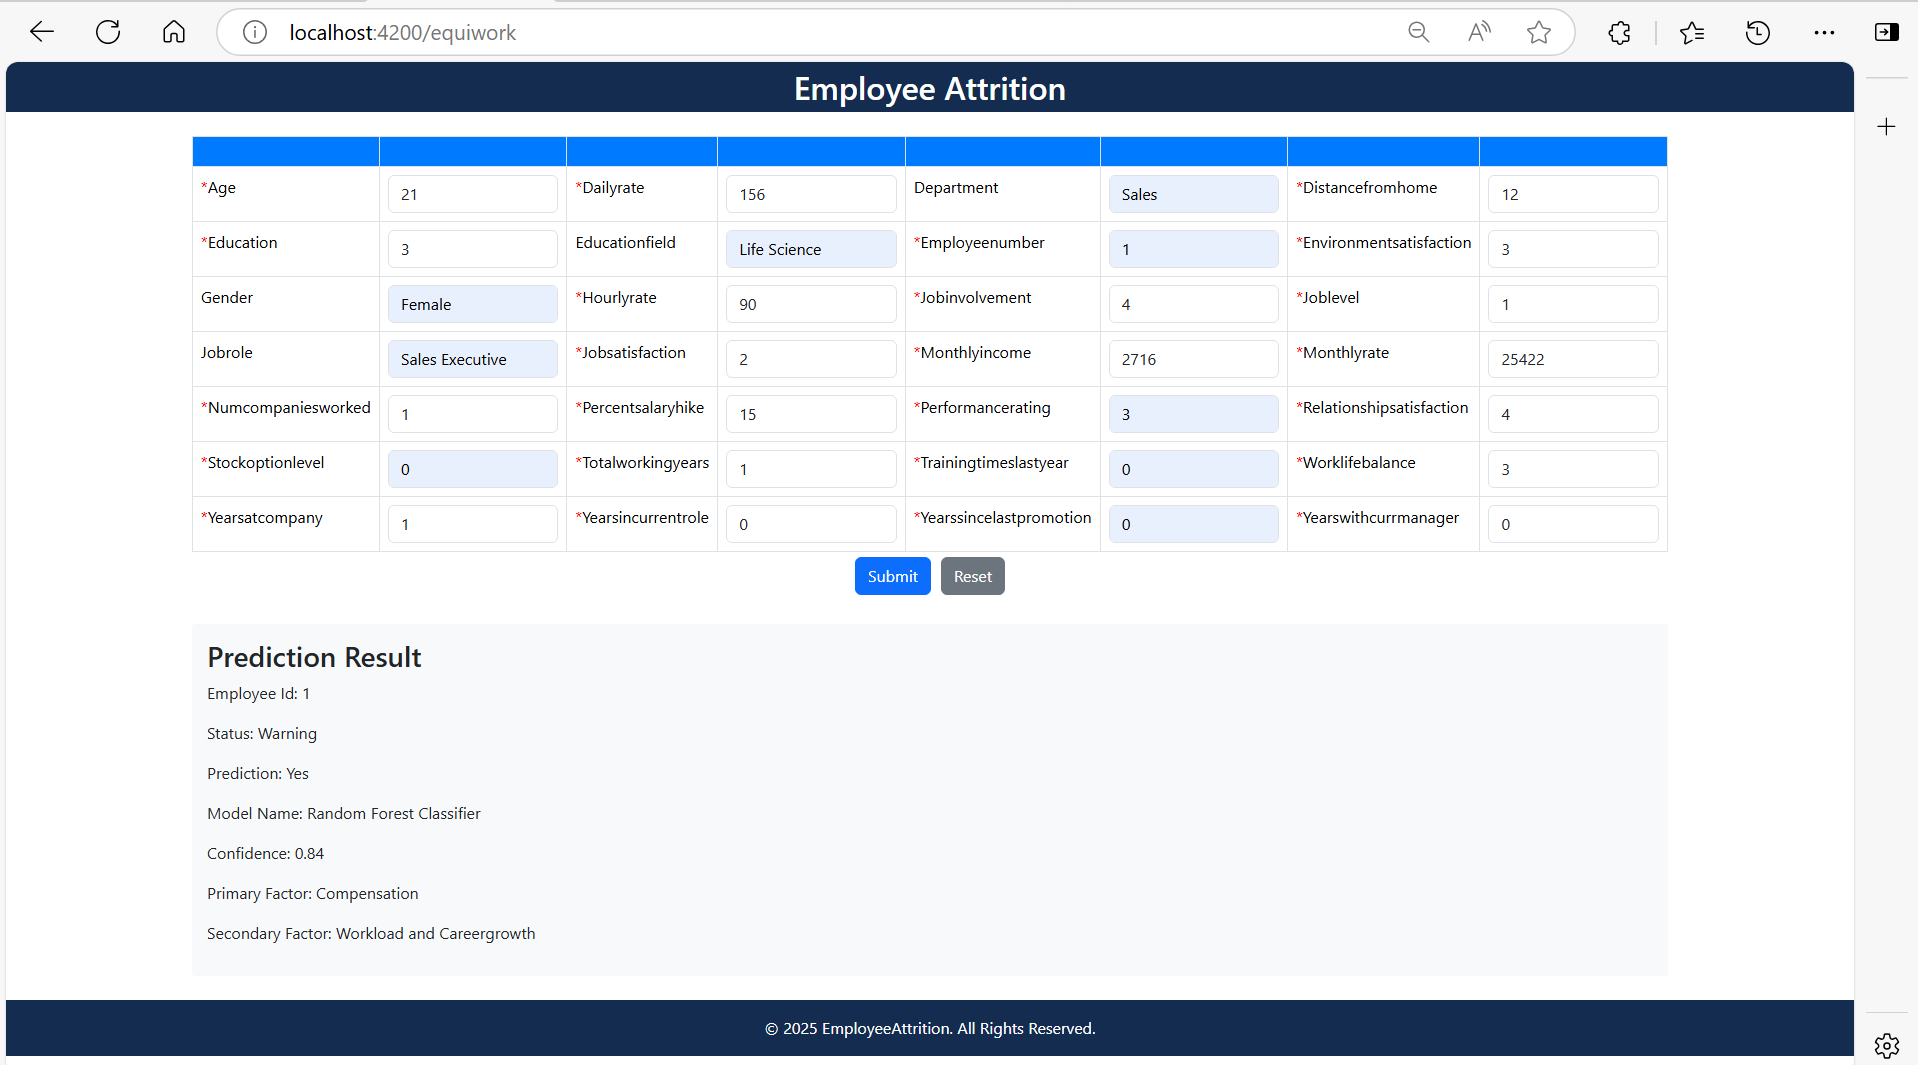 localhost:4200/equiwork
Employee Attrition
*Age 21 *Dailyrate 156 Department Sales *Distancefromhome 12
*Education 3 Educationfield Life Science *Employeenumber 1 *Environmentsatisfaction 3
Gender Female *Hourlyrate 90 *Jobinvolvement 4 *Joblevel 1
Jobrole Sales Executive *Jobsatisfaction 2 *Monthlyincome 2716 *Monthlyrate 25422
*Numcompaniesworked 1 *Percentsalaryhike 15 *Performancerating 3 *Relationshipsatisfaction 4
*Stockoptionlevel 0 *Totalworkingyears 1 *Trainingtimeslastyear 0 *Worklifebalance 3
*Yearsatcompany 1 *Yearsincurrentrole 0 *Yearssincelastpromotion 0 *Yearswithcurrmanager 0
Submit Reset
Prediction Result
Employee Id: 1
Status: Warning
Prediction: Yes
Model Name: Random Forest Classifier
Confidence: 0.84
Primary Factor: Compensation
Secondary Factor: Workload and Careergrowth
© 2025 EmployeeAttrition. All Rights Reserved.